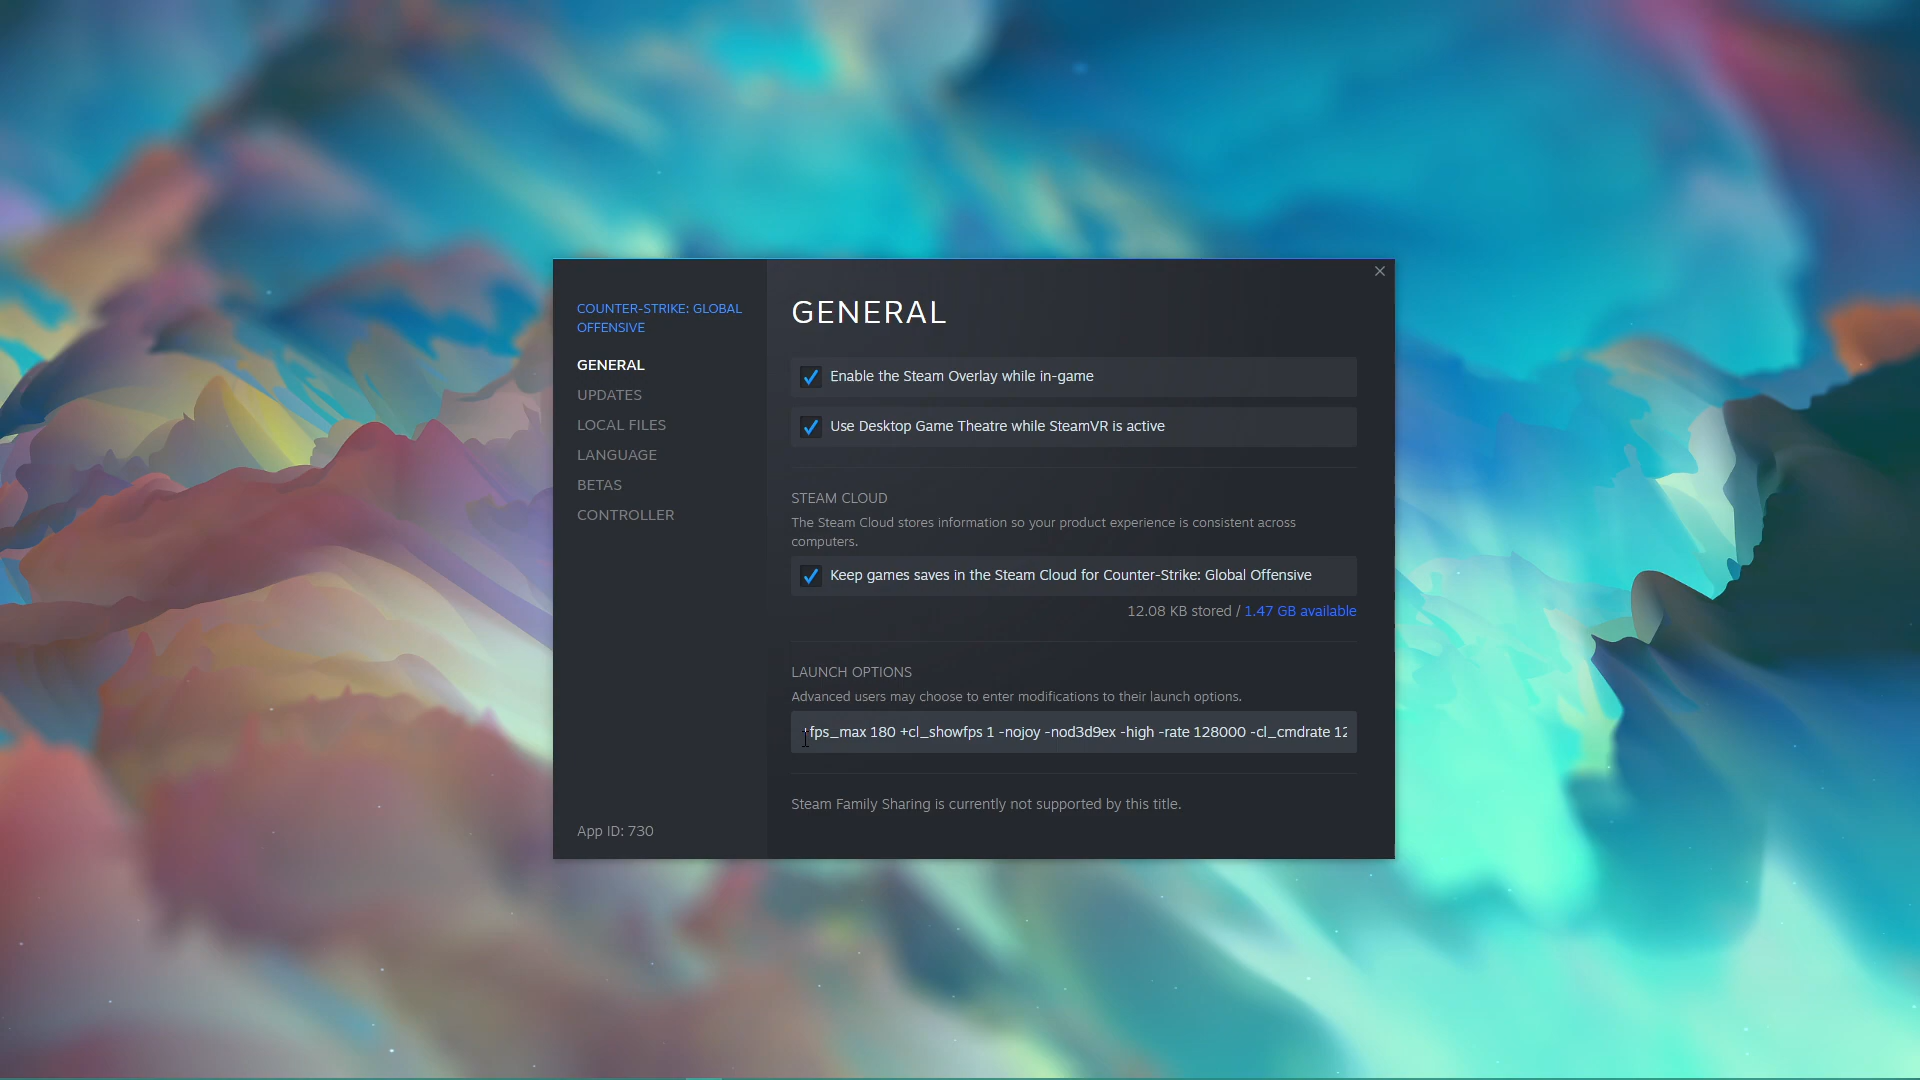 COUNTER-STRIKE: GLOBAL
OFFENSIVE
GENERAL
UPDATES
LOCAL FILES
LANGUAGE
BETAS
CONTROLLER
App ID: 730
GENERAL
Enable the Steam Overlay while in-game
Use Desktop Game Theatre while SteamVR is active
STEAM CLOUD
The Steam Cloud stores information so your product experience is consistent across
computers.
Keep games saves in the Steam Cloud for Counter-Strike: Global Offensive
12.08 KB stored / 1.47 GB available
LAUNCH OPTIONS
Advanced users may choose to enter modifications to their launch options.
+fps_max 180 +cl_showfps 1 -nojoy -nod3d9ex -high -rate 128000 -cl_cmdrate 12
Steam Family Sharing is currently not supported by this title.